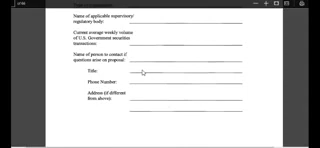 Name of applicable supervisory/
regulatory body:
Current average weekly volume
of U.S. Government securities
transactions:
Name of person to contact if
questions arise on proposal:
Title:
Phone Number:
Address (if different
from above):